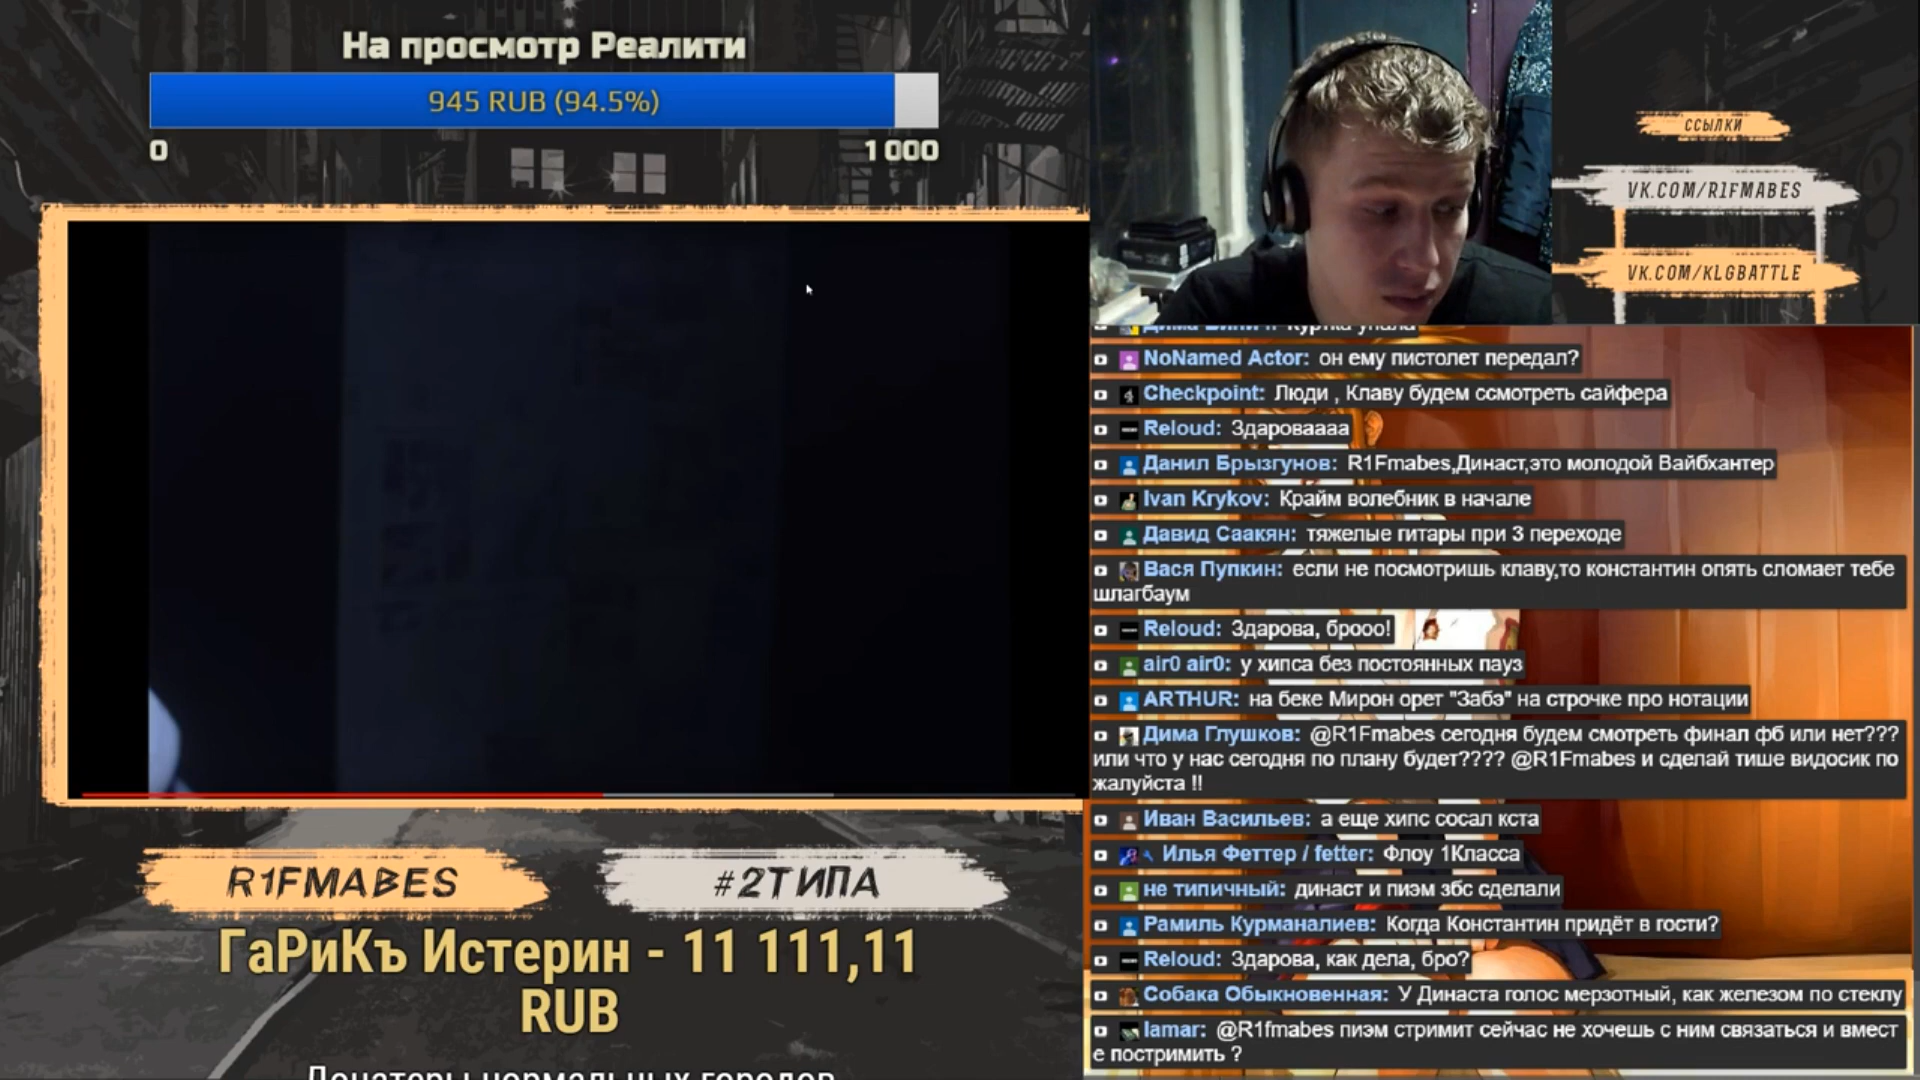 На просмотр Реалити
945 RUB (94.5%)
0
1 000
ССЫЛКИ
VK.COM/R1FMABES
VK.COM/KLGBATTLE
NoNamed Actor: он ему пистолет передал?
Checkpoint: Люди , Клаву будем ссмотреть сайфера
Reloud: Здароваааа
Данил Брызгунов: R1Fmabes,Династ,это молодой Вайбхантер
Ivan Krykov: Крайм волебник в начале
Давид Саакян: тяжелые гитары при 3 переходе
Вася Пупкин: если не посмотришь клаву,то константин опять сломает тебе
шлагбаум
Reloud: Здарова, брооо!
air0 air0: у хипса без постоянных пауз
ARTHUR: на беке Мирон орет "Забэ" на строчке про нотации
Дима Глушков: @R1Fmabes сегодня будем смотреть финал фб или нет???
или что у нас сегодня по плану будет???? @R1Fmabes и сделай тише видосик по
жалуйста !!
Иван Васильев: а еще хипс сосал кста
Илья Феттер / fetter: Флоу 1Класса
не типичный: династ и пиэм збс сделали
Рамиль Курманалиев: Когда Константин придёт в гости?
Reloud: Здарова, как дела, бро?
Собака Обыкновенная: У Династа голос мерзотный, как железом по стеклу
lamar: @R1fmabes пиэм стримит сейчас не хочешь с ним связаться и вмест
е постримить ?
R1FMABES
#2ТИПА
ГаРиКъ Истерин - 11 111,11
RUB
Донатеры нормальных городов